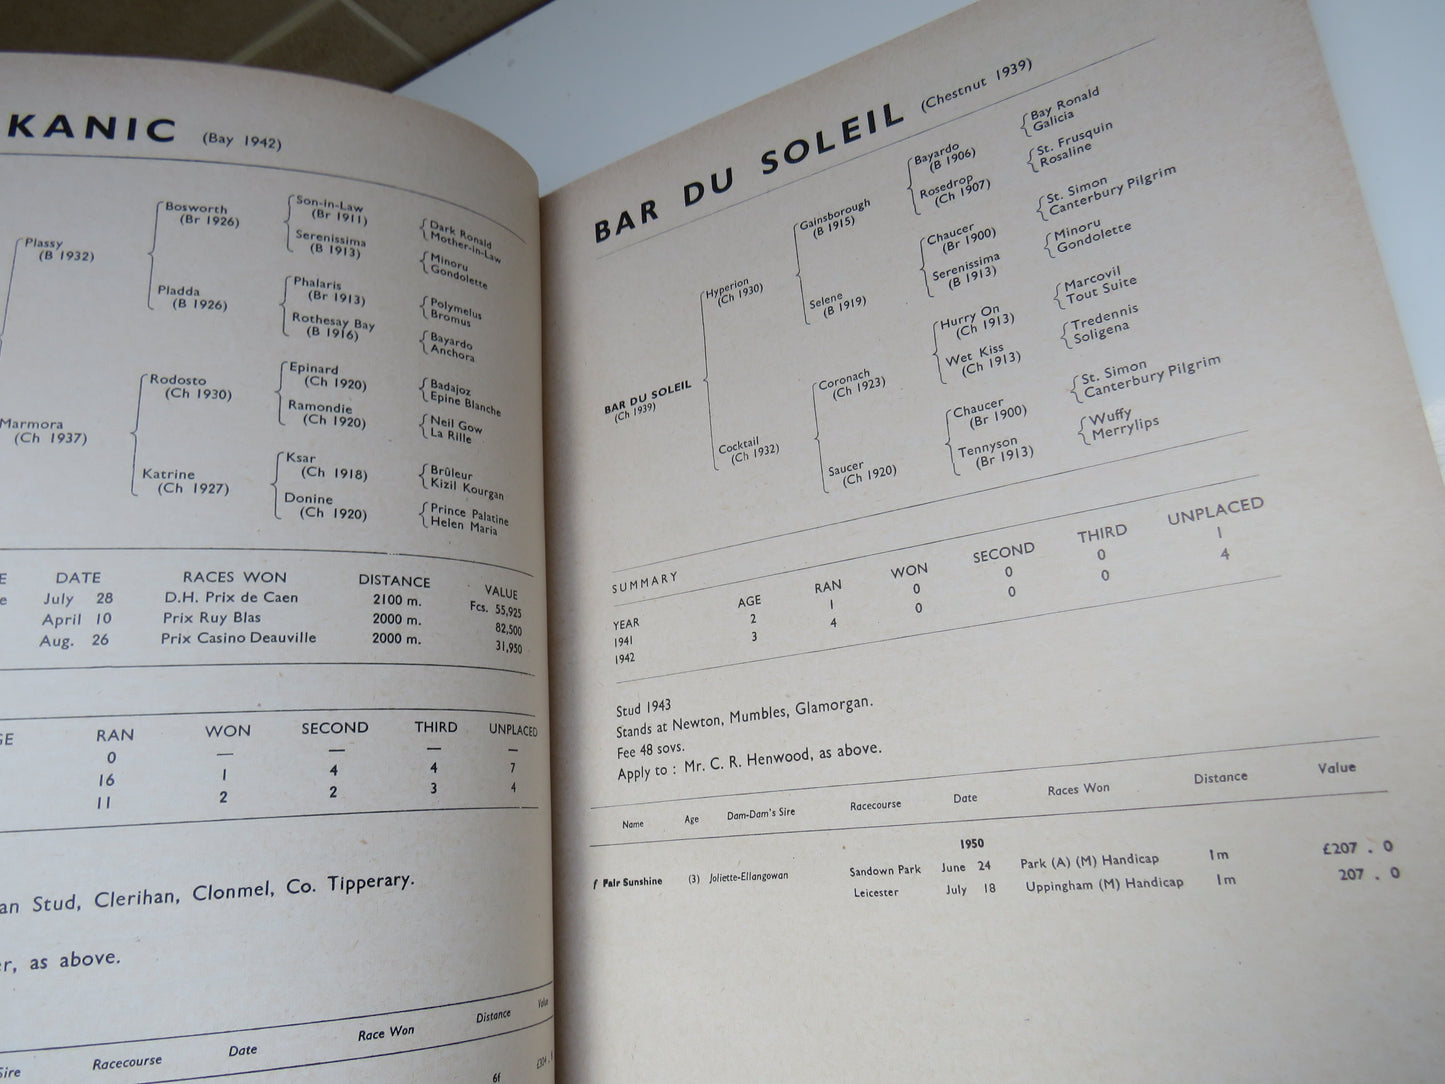 KANIC (Bay 1942)
Plassy
(B 1932)
Marmora
(Ch 1937)
Bosworth
(Br 1926)
Pladda
(B 1926)
Rodosto
(Ch 1930)
Katrine
(Ch 1927)
Son-in-Law
(Br 1911)
Serenissima
(B 1913)
Phalaris
(Br 1913)
Rothesay Bay
(B 1916)
Epinard
(Ch 1920)
Ramondie
(Ch 1920)
Ksar
(Ch 1918)
Donine
(Ch 1920)
Dark Ronald
Mother-in-Law
Minoru
Gondolette
Polymelus
Bromus
Bayardo
Anchora
Badajoz
Epine Blanche
Neil Gow
La Rille
Brûleur
Kizil Kourgan
Prince Palatine
Helen Maria
E DATE RACES WON DISTANCE VALUE
e July 28 D.H. Prix de Caen 2100 m. Fcs. 55,925
April 10 Prix Ruy Blas 2000 m. 82,500
Aug. 26 Prix Casino Deauville 2000 m. 31,950
GE RAN WON SECOND THIRD UNPLACED
0 — — — —
16 1 4 4 7
11 2 2 3 4
an Stud, Clerihan, Clonmel, Co. Tipperary.
er, as above.
Sire Racecourse Date Race Won Distance Value
6f
BAR DU SOLEIL (Chestnut 1939)
BAR DU SOLEIL
(Ch 1939)
Hyperion
(Ch 1930)
Cocktail
(Ch 1932)
Gainsborough
(B 1915)
Selene
(B 1919)
Coronach
(Ch 1923)
Saucer
(Ch 1920)
Bayardo
(B 1906)
Rosedrop
(Ch 1907)
Chaucer
(Br 1900)
Serenissima
(B 1913)
Hurry On
(Ch 1913)
Wet Kiss
(Ch 1913)
Chaucer
(Br 1900)
Tennyson
(Br 1913)
Bay Ronald
Galicia
St. Frusquin
Rosaline
St. Simon
Canterbury Pilgrim
Minoru
Gondolette
Marcovil
Tout Suite
Tredennis
Soligena
St. Simon
Canterbury Pilgrim
Wuffy
Merrylips
SUMMARY
YEAR AGE RAN WON SECOND THIRD UNPLACED
1941 2 1 0 0 0 1
1942 3 4 0 0 0 4
Stud 1943
Stands at Newton, Mumbles, Glamorgan.
Fee 48 sovs.
Apply to : Mr. C. R. Henwood, as above.
Name Age Dam-Dam's Sire Racecourse Date Races Won Distance Value
1950
f Pair Sunshine (3) Joliette-Ellangowan Sandown Park June 24 Park (A) (M) Handicap 1m £207 . 0
Leicester July 18 Uppingham (M) Handicap 1m 207 . 0